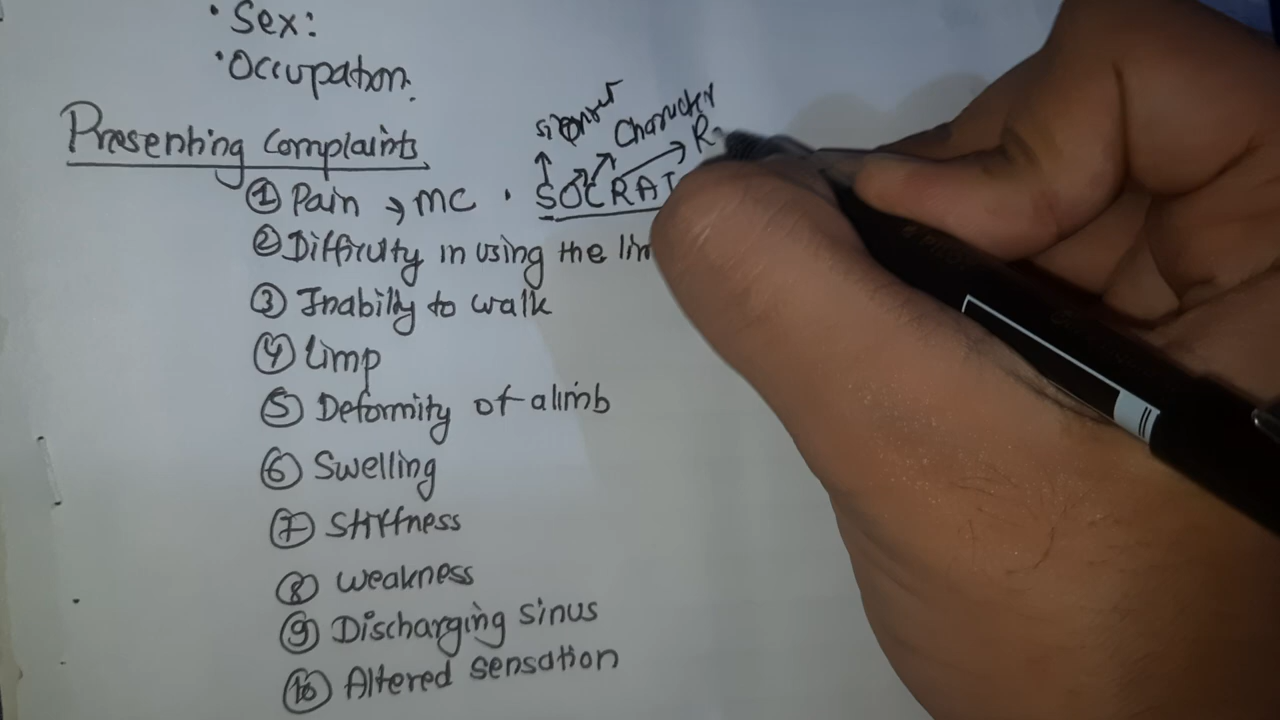 • Sex:
• Occupation.
Presenting Complaints
Character
① Pain → MC • SOCRAT
② Difficulty in using the lim
③ Inability to walk
④ Limp
⑤ Deformity of a limb
⑥ Swelling
⑦ Stiffness
⑧ Weakness
⑨ Discharging sinus
⑩ Altered sensation